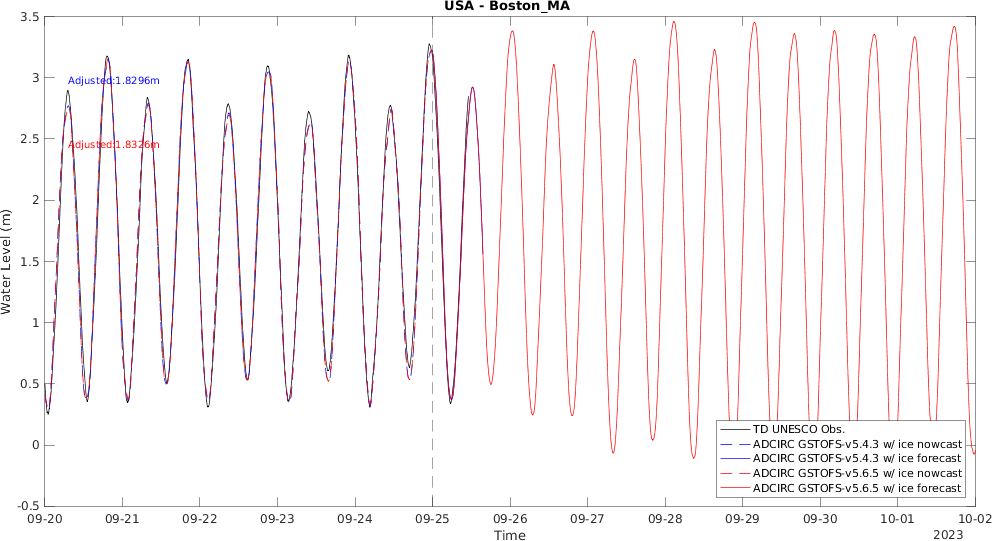 USA - Boston_MA
3.5
3
2.5
2
1.5
1
0.5
0
-0.5
Water Level (m)
Adjusted:1.8296m
Adjusted:1.8326m
TD UNESCO Obs.
ADCIRC GSTOFS-v5.4.3 w/ ice nowcast
ADCIRC GSTOFS-v5.4.3 w/ ice forecast
ADCIRC GSTOFS-v5.6.5 w/ ice nowcast
ADCIRC GSTOFS-v5.6.5 w/ ice forecast
09-20 09-21 09-22 09-23 09-24 09-25 09-26 09-27 09-28 09-29 09-30 10-01 10-02
Time
2023